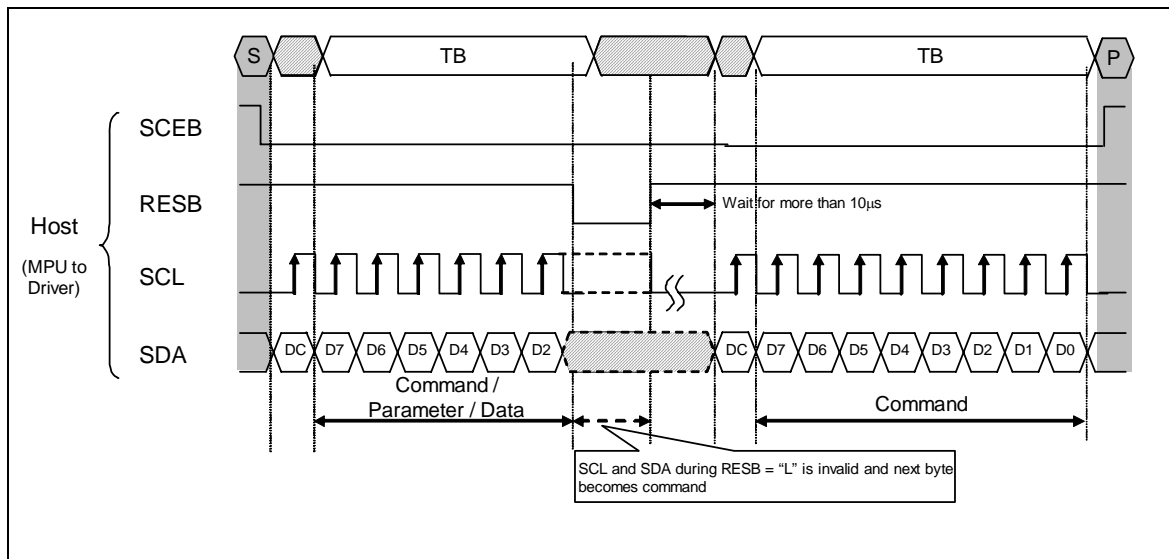 S TB TB P
SCEB
RESB
Wait for more than 10μs
Host
(MPU to
Driver)
SCL
SDA
DC D7 D6 D5 D4 D3 D2 DC D7 D6 D5 D4 D3 D2 D1 D0
Command /
Parameter / Data
Command
SCL and SDA during RESB = “L” is invalid and next byte
becomes command